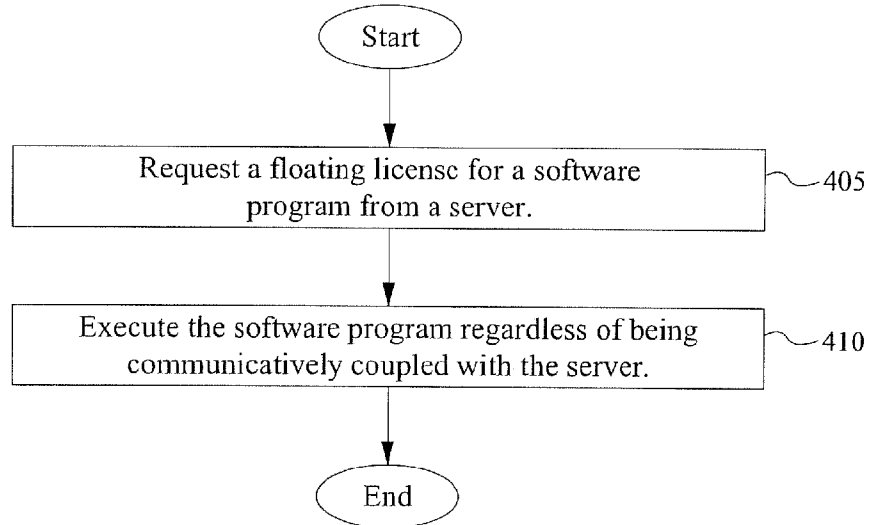 Start
Request a floating license for a software
program from a server.
405
Execute the software program regardless of being
communicatively coupled with the server.
410
End